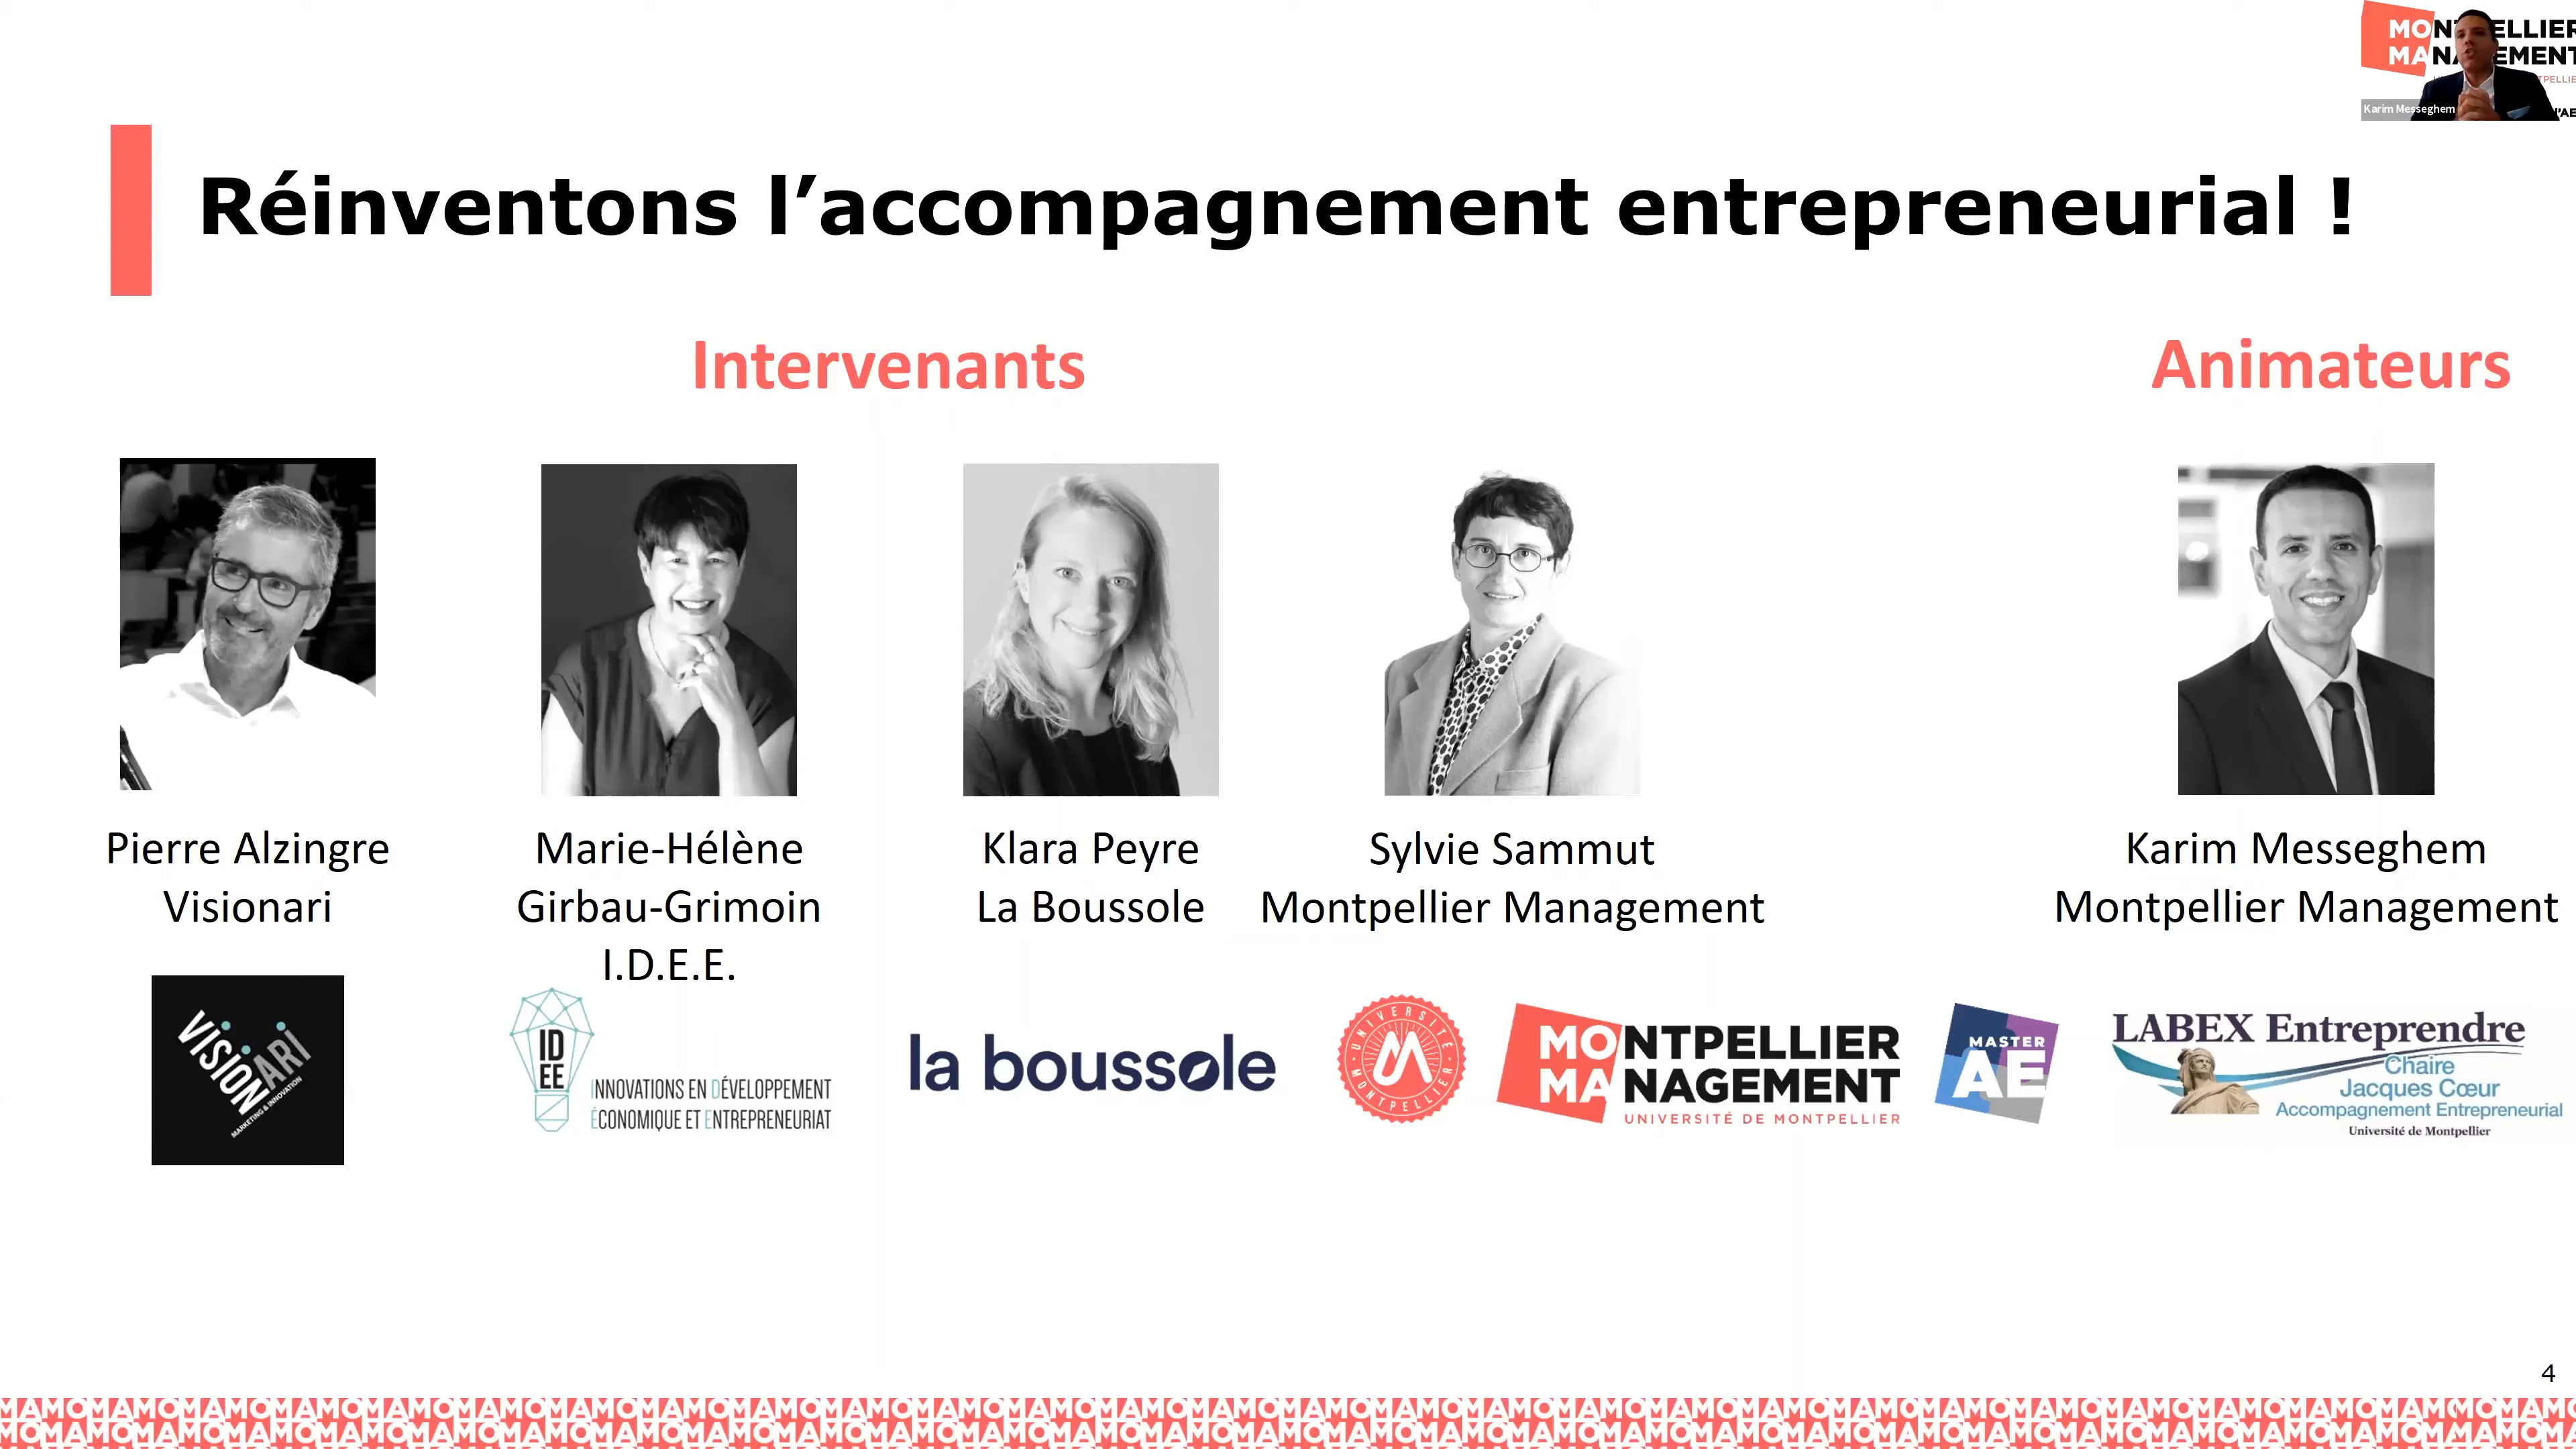 MONTPELLIER
MANAGEMENT
Karim Messeghem
Réinventons l’accompagnement entrepreneurial !
Intervenants
Animateurs
Pierre Alzingre
Visionari
Marie-Hélène
Girbau-Grimoin
I.D.E.E.
Klara Peyre
La Boussole
Sylvie Sammut
Montpellier Management
Karim Messeghem
Montpellier Management
VISIONARI
MARKETING & INNOVATION
ID
EE
INNOVATIONS EN DÉVELOPPEMENT
ÉCONOMIQUE ET ENTREPRENEURIAT
la boussole
UNIVERSITÉ
MONTPELLIER
MONTPELLIER
MANAGEMENT
UNIVERSITÉ DE MONTPELLIER
MASTER
AE
LABEX Entreprendre
Chaire
Jacques Cœur
Accompagnement Entrepreneurial
Université de Montpellier
4